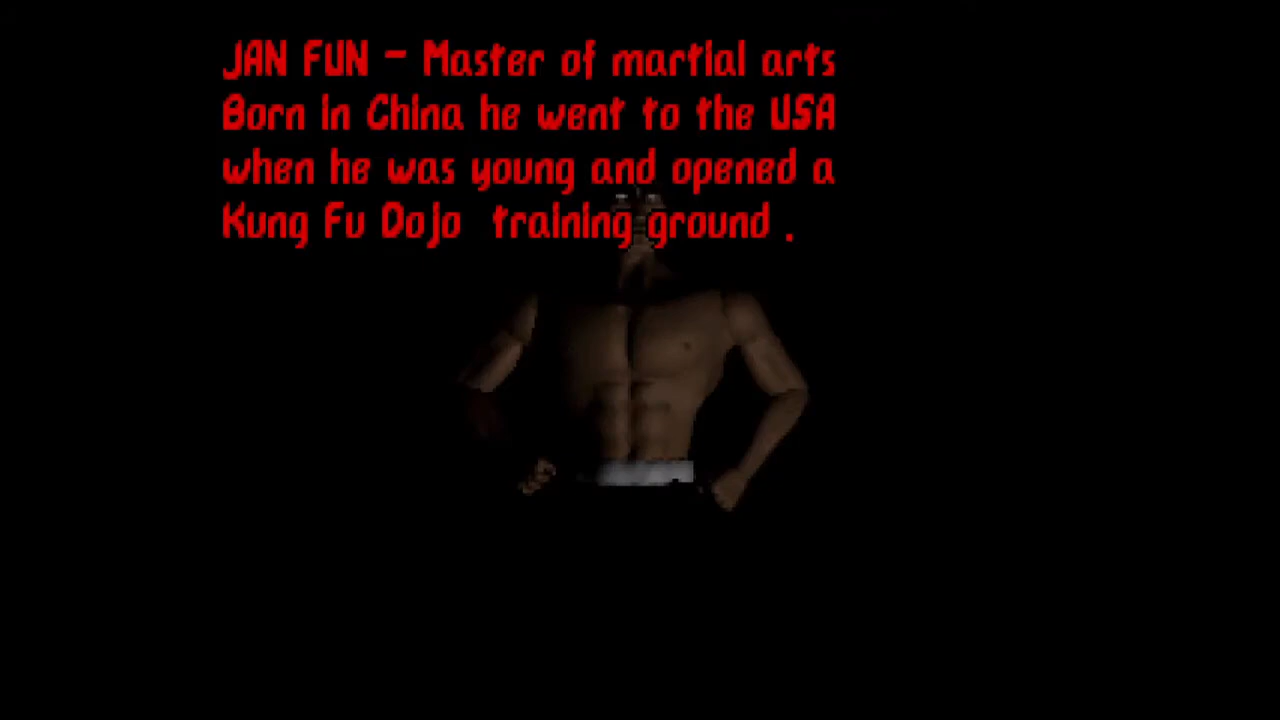 JAN FUN - Master of martial arts
Born in China he went to the USA
when he was young and opened a
Kung Fu Dojo training ground .